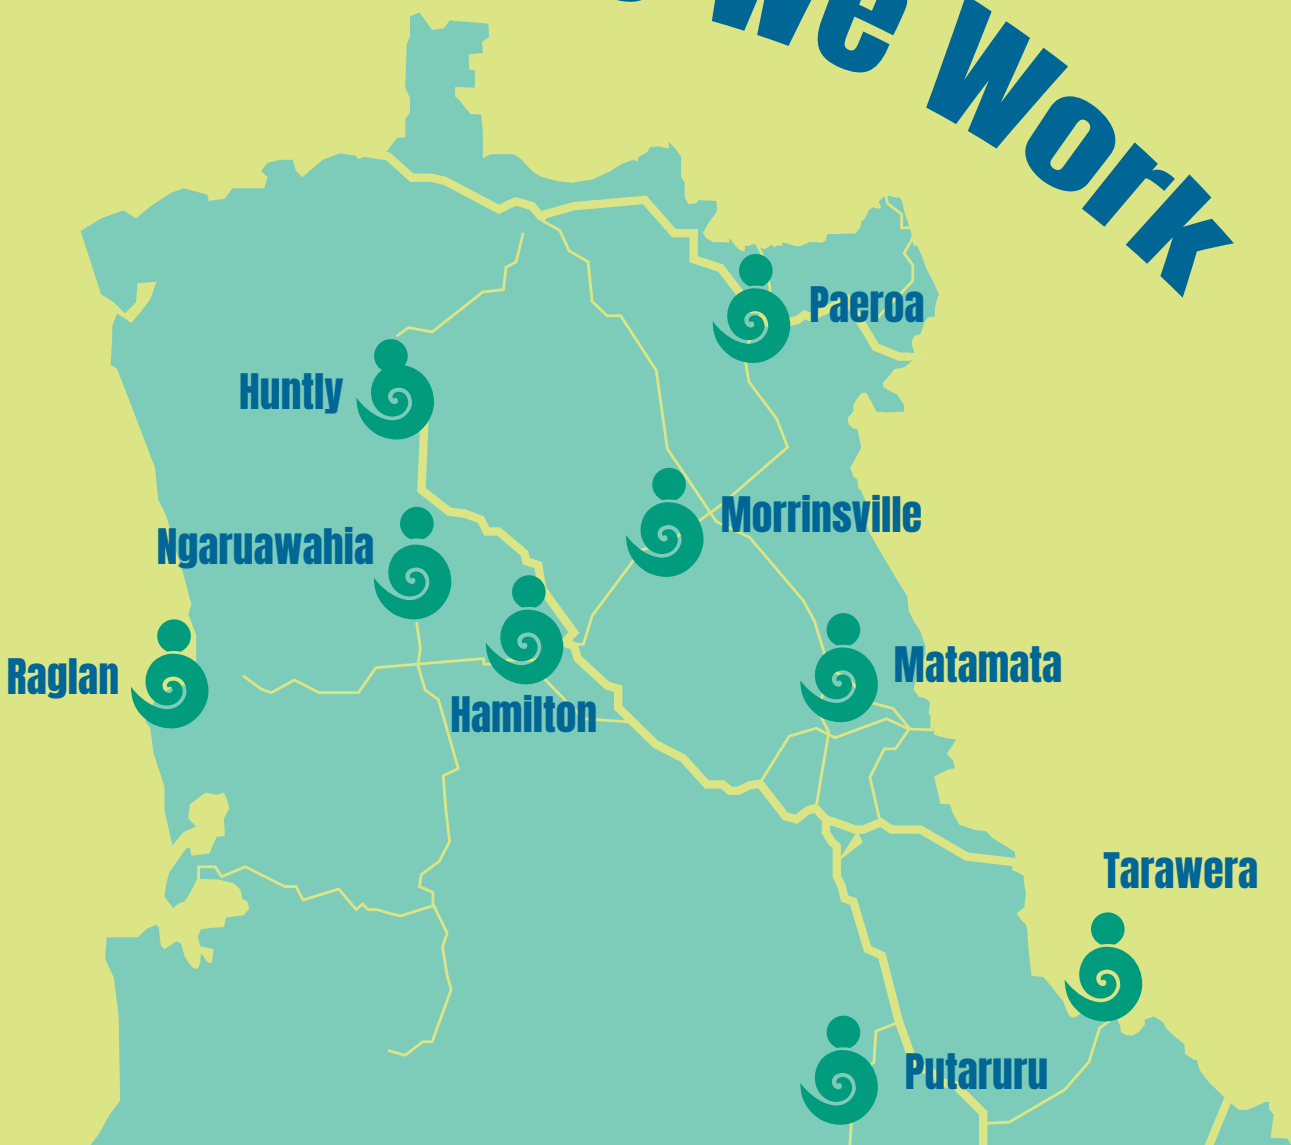 We Work
Paeroa
Huntly
Morrinsville
Ngaruawahia
Raglan
Matamata
Hamilton
Tarawera
Putaruru